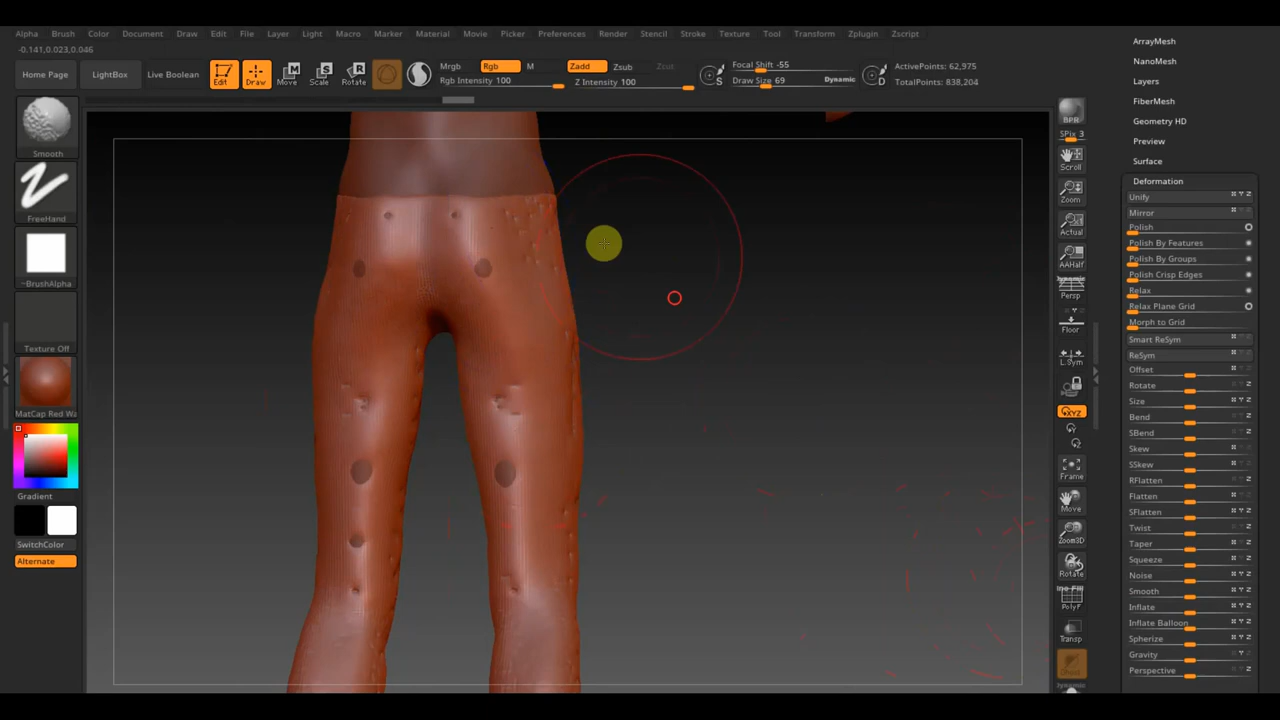 Alpha Brush Color Document Draw Edit File Layer Light Macro Marker Material Movie Picker Preferences Render Stencil Stroke Texture Tool Transform Zplugin Zscript
-0.141,0.023,0.046
Home Page LightBox Live Boolean Edit Draw Move Scale Rotate Mrgb Rgb M Zadd Zsub Zcut Focal Shift -55 ActivePoints: 62,975
Rgb Intensity 100 Z Intensity 100 Draw Size 69 Dynamic TotalPoints: 838,204
S D
Smooth
FreeHand
~BrushAlpha
Texture Off
MatCap Red Wa
Gradient
SwitchColor
Alternate
BPR
SPix 3
Scroll
Zoom
Actual
AAHalf
Dynamic
Persp
Floor
L.Sym
XYZ
Frame
Move
Zoom3D
Rotate
PolyF
Transp
Dynamic
ArrayMesh
NanoMesh
Layers
FiberMesh
Geometry HD
Preview
Surface
Deformation
Unify
Mirror
Polish
Polish By Features
Polish By Groups
Polish Crisp Edges
Relax
Relax Plane Grid
Morph to Grid
Smart ReSym
ReSym
Offset
Rotate
Size
Bend
SBend
Skew
SSkew
RFlatten
Flatten
SFlatten
Twist
Taper
Squeeze
Noise
Smooth
Inflate
Inflate Balloon
Spherize
Gravity
Perspective